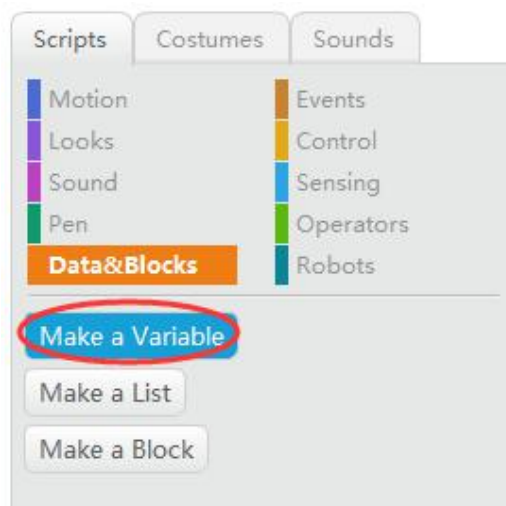 Scripts Costumes Sounds
Motion Events
Looks Control
Sound Sensing
Pen Operators
Data&Blocks Robots
Make a Variable
Make a List
Make a Block